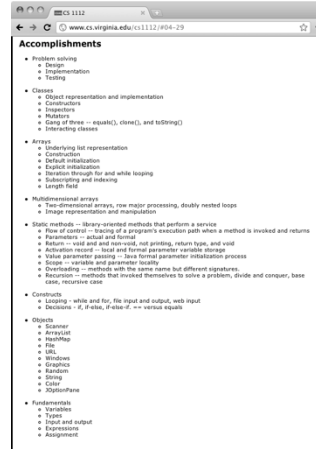 CS 1112
www.cs.virginia.edu/cs1112/#04-29
Accomplishments
Problem solving
Design
Implementation
Testing
Classes
Object representation and implementation
Constructors
Inspectors
Mutators
Gang of three -- equals(), clone(), and toString()
Interacting classes
Arrays
Underlying list representation
Construction
Default initialization
Explicit initialization
Iteration through for and while looping
Subscripting and indexing
Length field
Multidimensional arrays
Two-dimensional arrays, row major processing, doubly nested loops
Image representation and manipulation
Static methods -- library-oriented methods that perform a service
Flow of control -- tracing of a program's execution path when a method is invoked and returns
Parameters -- actual and formal
Return -- void and and non-void, not printing, return type, and void
Activation record -- local and formal parameter variable storage
Value parameter passing -- Java formal parameter initialization process
Scope -- variable and parameter locality
Overloading -- methods with the same name but different signatures.
Recursion -- methods that invoked themselves to solve a problem, divide and conquer, base
case, recursive case
Constructs
Looping - while and for, file input and output, web input
Decisions - if, if-else, if-else-if. == versus equals
Objects
Scanner
ArrayList
HashMap
File
URL
Windows
Graphics
Random
String
Color
JOptionPane
Fundamentals
Variables
Types
Input and output
Expressions
Assignment